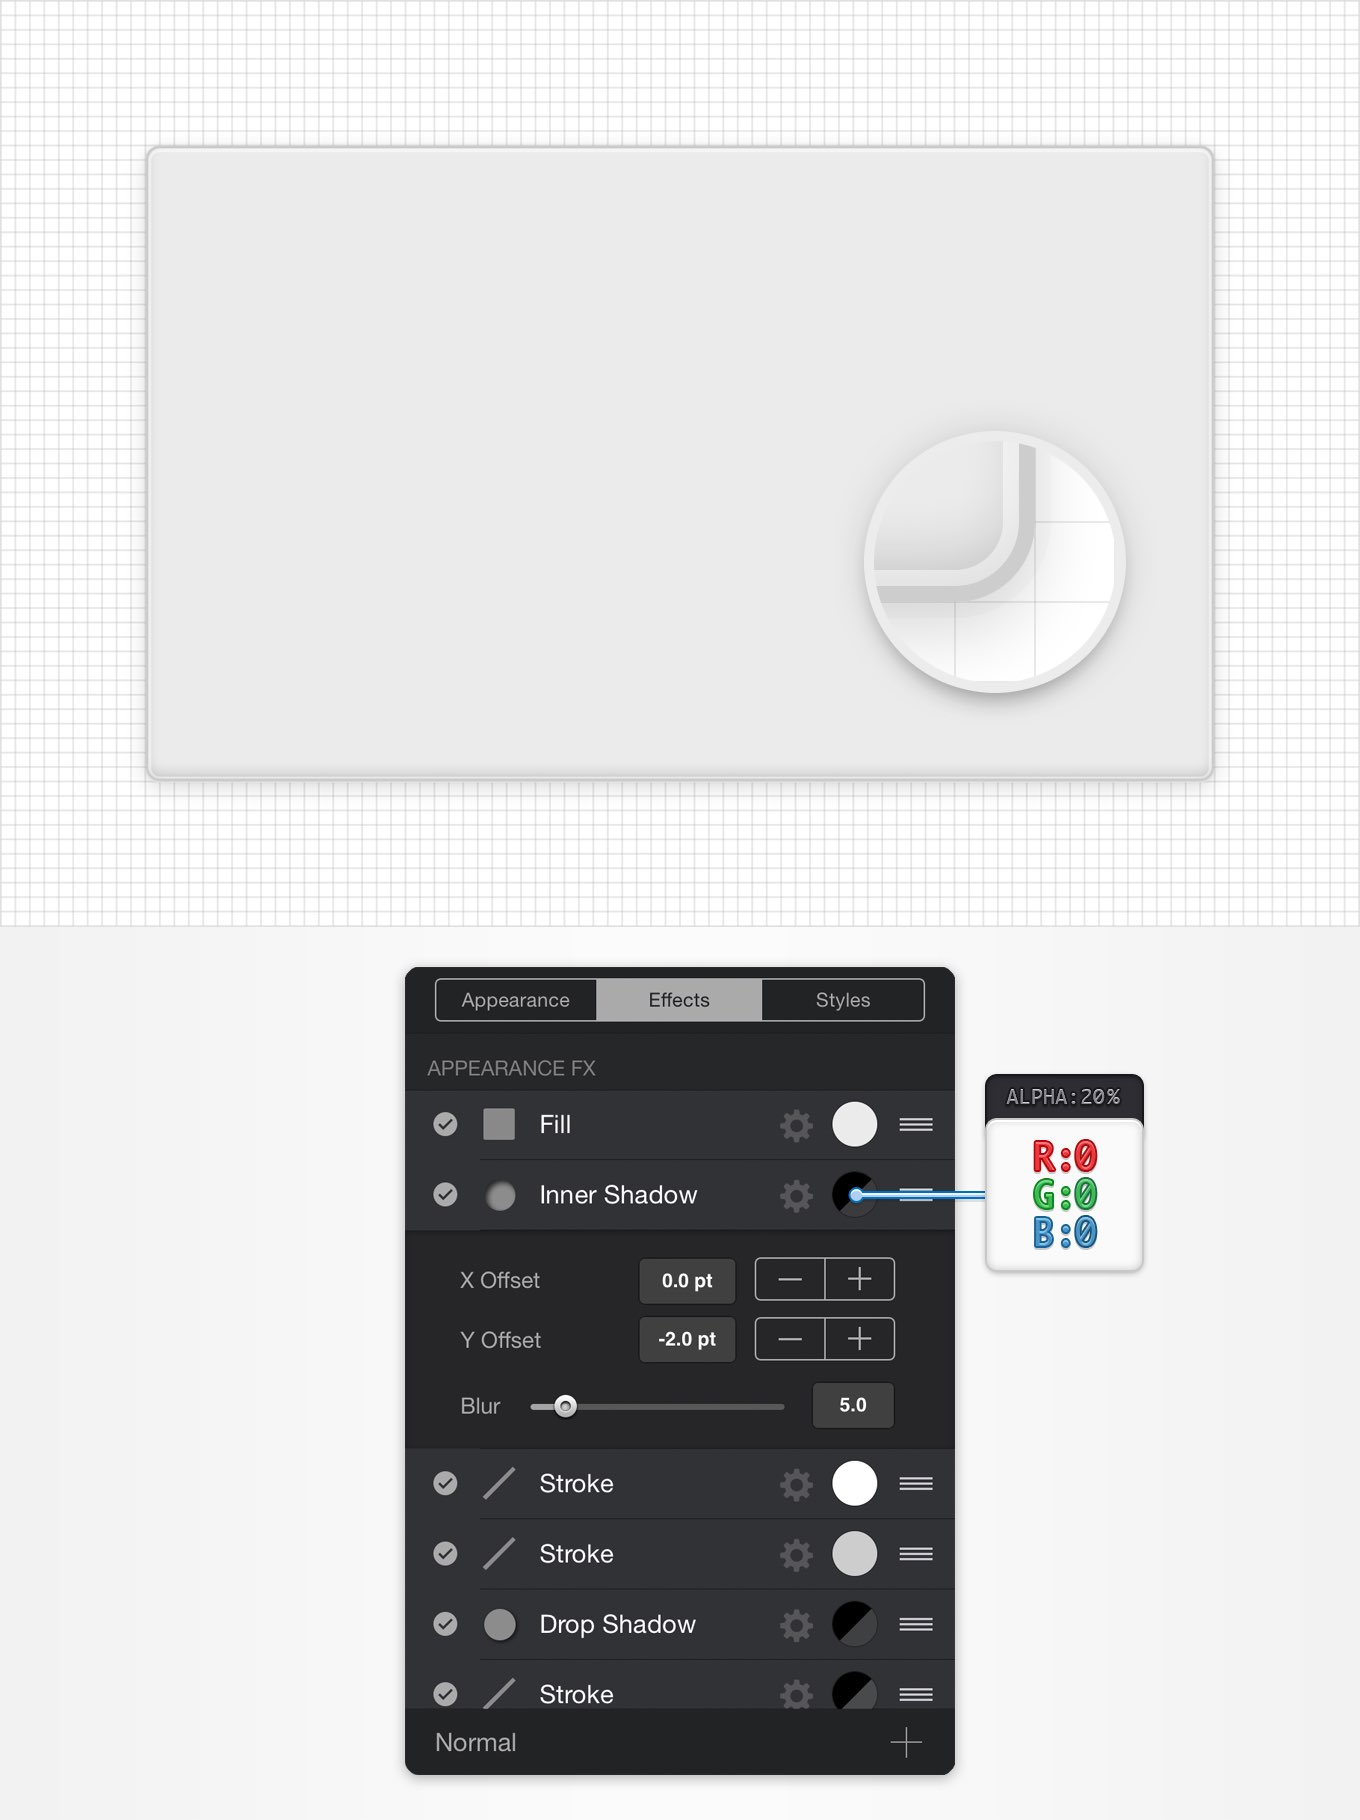 Appearance Effects Styles
APPEARANCE FX
Fill
ALPHA:20%
R:0
G:0
B:0
Inner Shadow
X Offset 0.0 pt
Y Offset -2.0 pt
Blur 5.0
Stroke
Stroke
Drop Shadow
Stroke
Normal